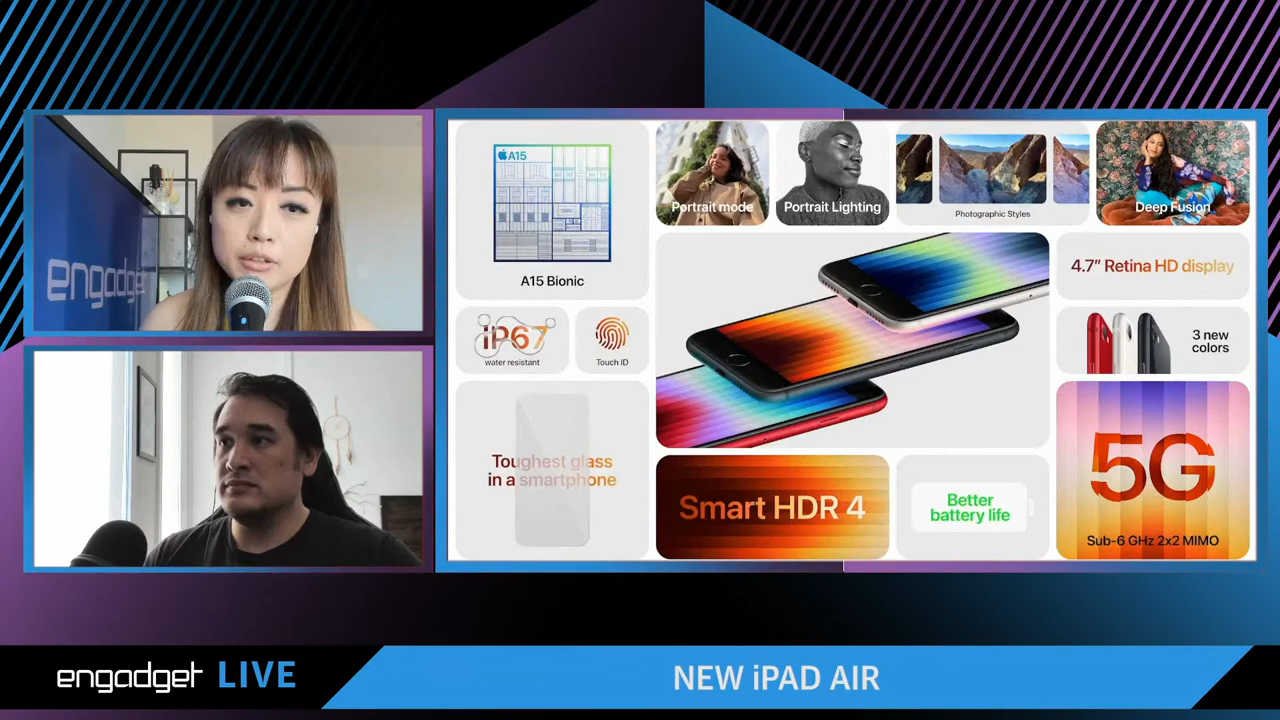 engadget
A15
A15 Bionic
Portrait mode
Portrait Lighting
Photographic Styles
Deep Fusion
4.7” Retina HD display
iP67
water resistant
Touch ID
3 new
colors
Toughest glass
in a smartphone
Smart HDR 4
Better
battery life
5G
Sub-6 GHz 2x2 MIMO
engadget LIVE
NEW iPAD AIR